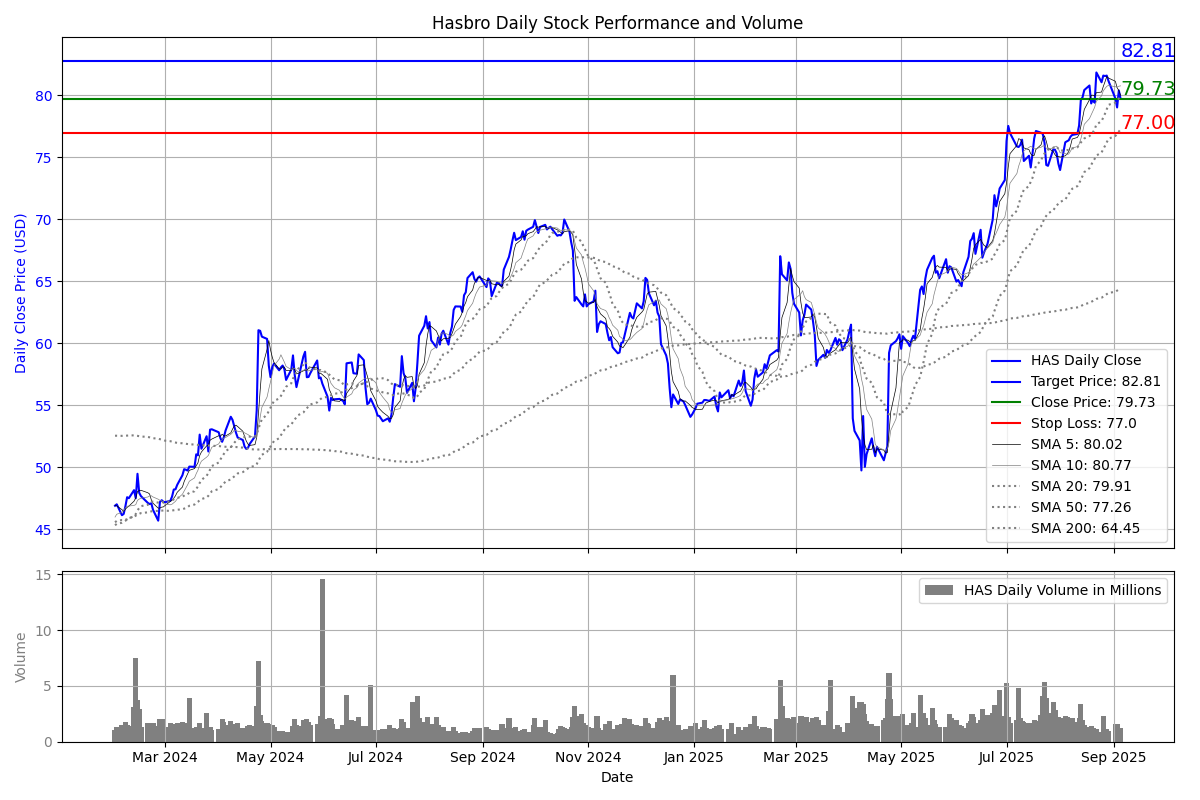 Hasbro Daily Stock Performance and Volume
82.81
79.73
77.00
80
75
70
65
60
55
50
45
Daily Close Price (USD)
HAS Daily Close
Target Price: 82.81
Close Price: 79.73
Stop Loss: 77.0
SMA 5: 80.02
SMA 10: 80.77
SMA 20: 79.91
SMA 50: 77.26
SMA 200: 64.45
15
10
5
0
Volume
HAS Daily Volume in Millions
Mar 2024 May 2024 Jul 2024 Sep 2024 Nov 2024 Jan 2025 Mar 2025 May 2025 Jul 2025 Sep 2025
Date